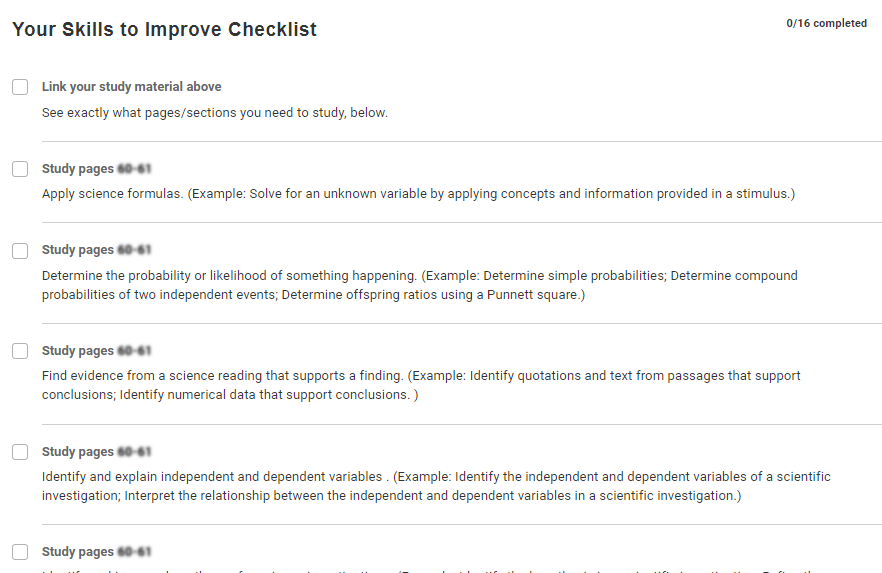 Your Skills to Improve Checklist
0/16 completed
Link your study material above
See exactly what pages/sections you need to study, below.
Study pages
Apply science formulas. (Example: Solve for an unknown variable by applying concepts and information provided in a stimulus.)
Study pages
Determine the probability or likelihood of something happening. (Example: Determine simple probabilities; Determine compound
probabilities of two independent events; Determine offspring ratios using a Punnett square.)
Study pages
Find evidence from a science reading that supports a finding. (Example: Identify quotations and text from passages that support
conclusions; Identify numerical data that support conclusions. )
Study pages
Identify and explain independent and dependent variables . (Example: Identify the independent and dependent variables of a scientific
investigation; Interpret the relationship between the independent and dependent variables in a scientific investigation.)
Study pages